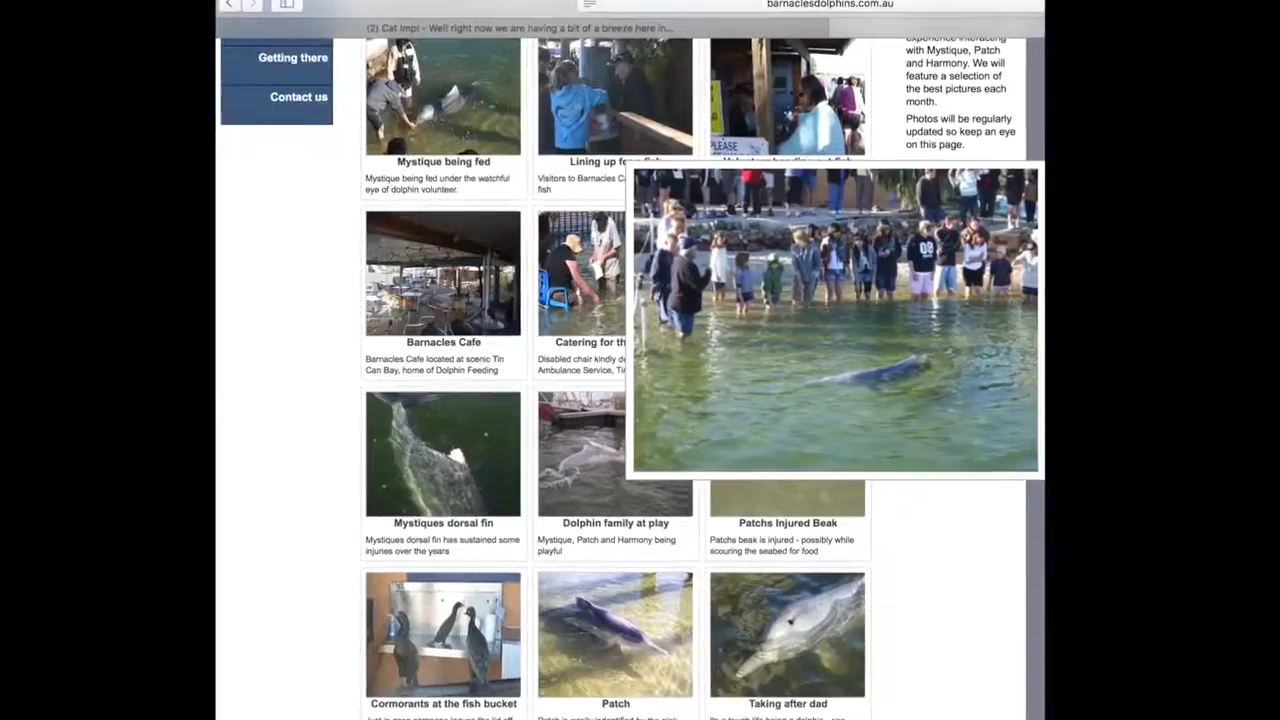 barnaclesdolphins.com.au
(2) Cat Imp! - Well right now we are having a bit of a breeze here in...
Getting there
Contact us
with Mystique, Patch
and Harmony. We will
feature a selection of
the best pictures each
month.
Photos will be regularly
updated so keep an eye
on this page.
PLEASE
Mystique being fed
Mystique being fed under the watchful
eye of dolphin volunteer.
Lining up
Visitors to Barnacles
fish
08
Barnacles Cafe
Barnacles Cafe located at scenic Tin
Can Bay, home of Dolphin Feeding
Catering for
Disabled chair kindly
Ambulance Service,
Mystiques dorsal fin
Mystiques dorsal fin has sustained some
injuries over the years
Dolphin family at play
Mystique, Patch and Harmony being
playful
Patchs Injured Beak
Patchs beak is injured - possibly while
scouring the seabed for food
Cormorants at the fish bucket
Patch
Taking after dad